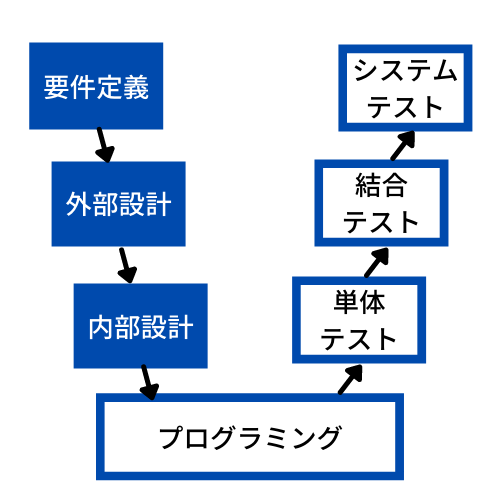 要件定義
外部設計
内部設計
プログラミング
単体
テスト
結合
テスト
システム
テスト